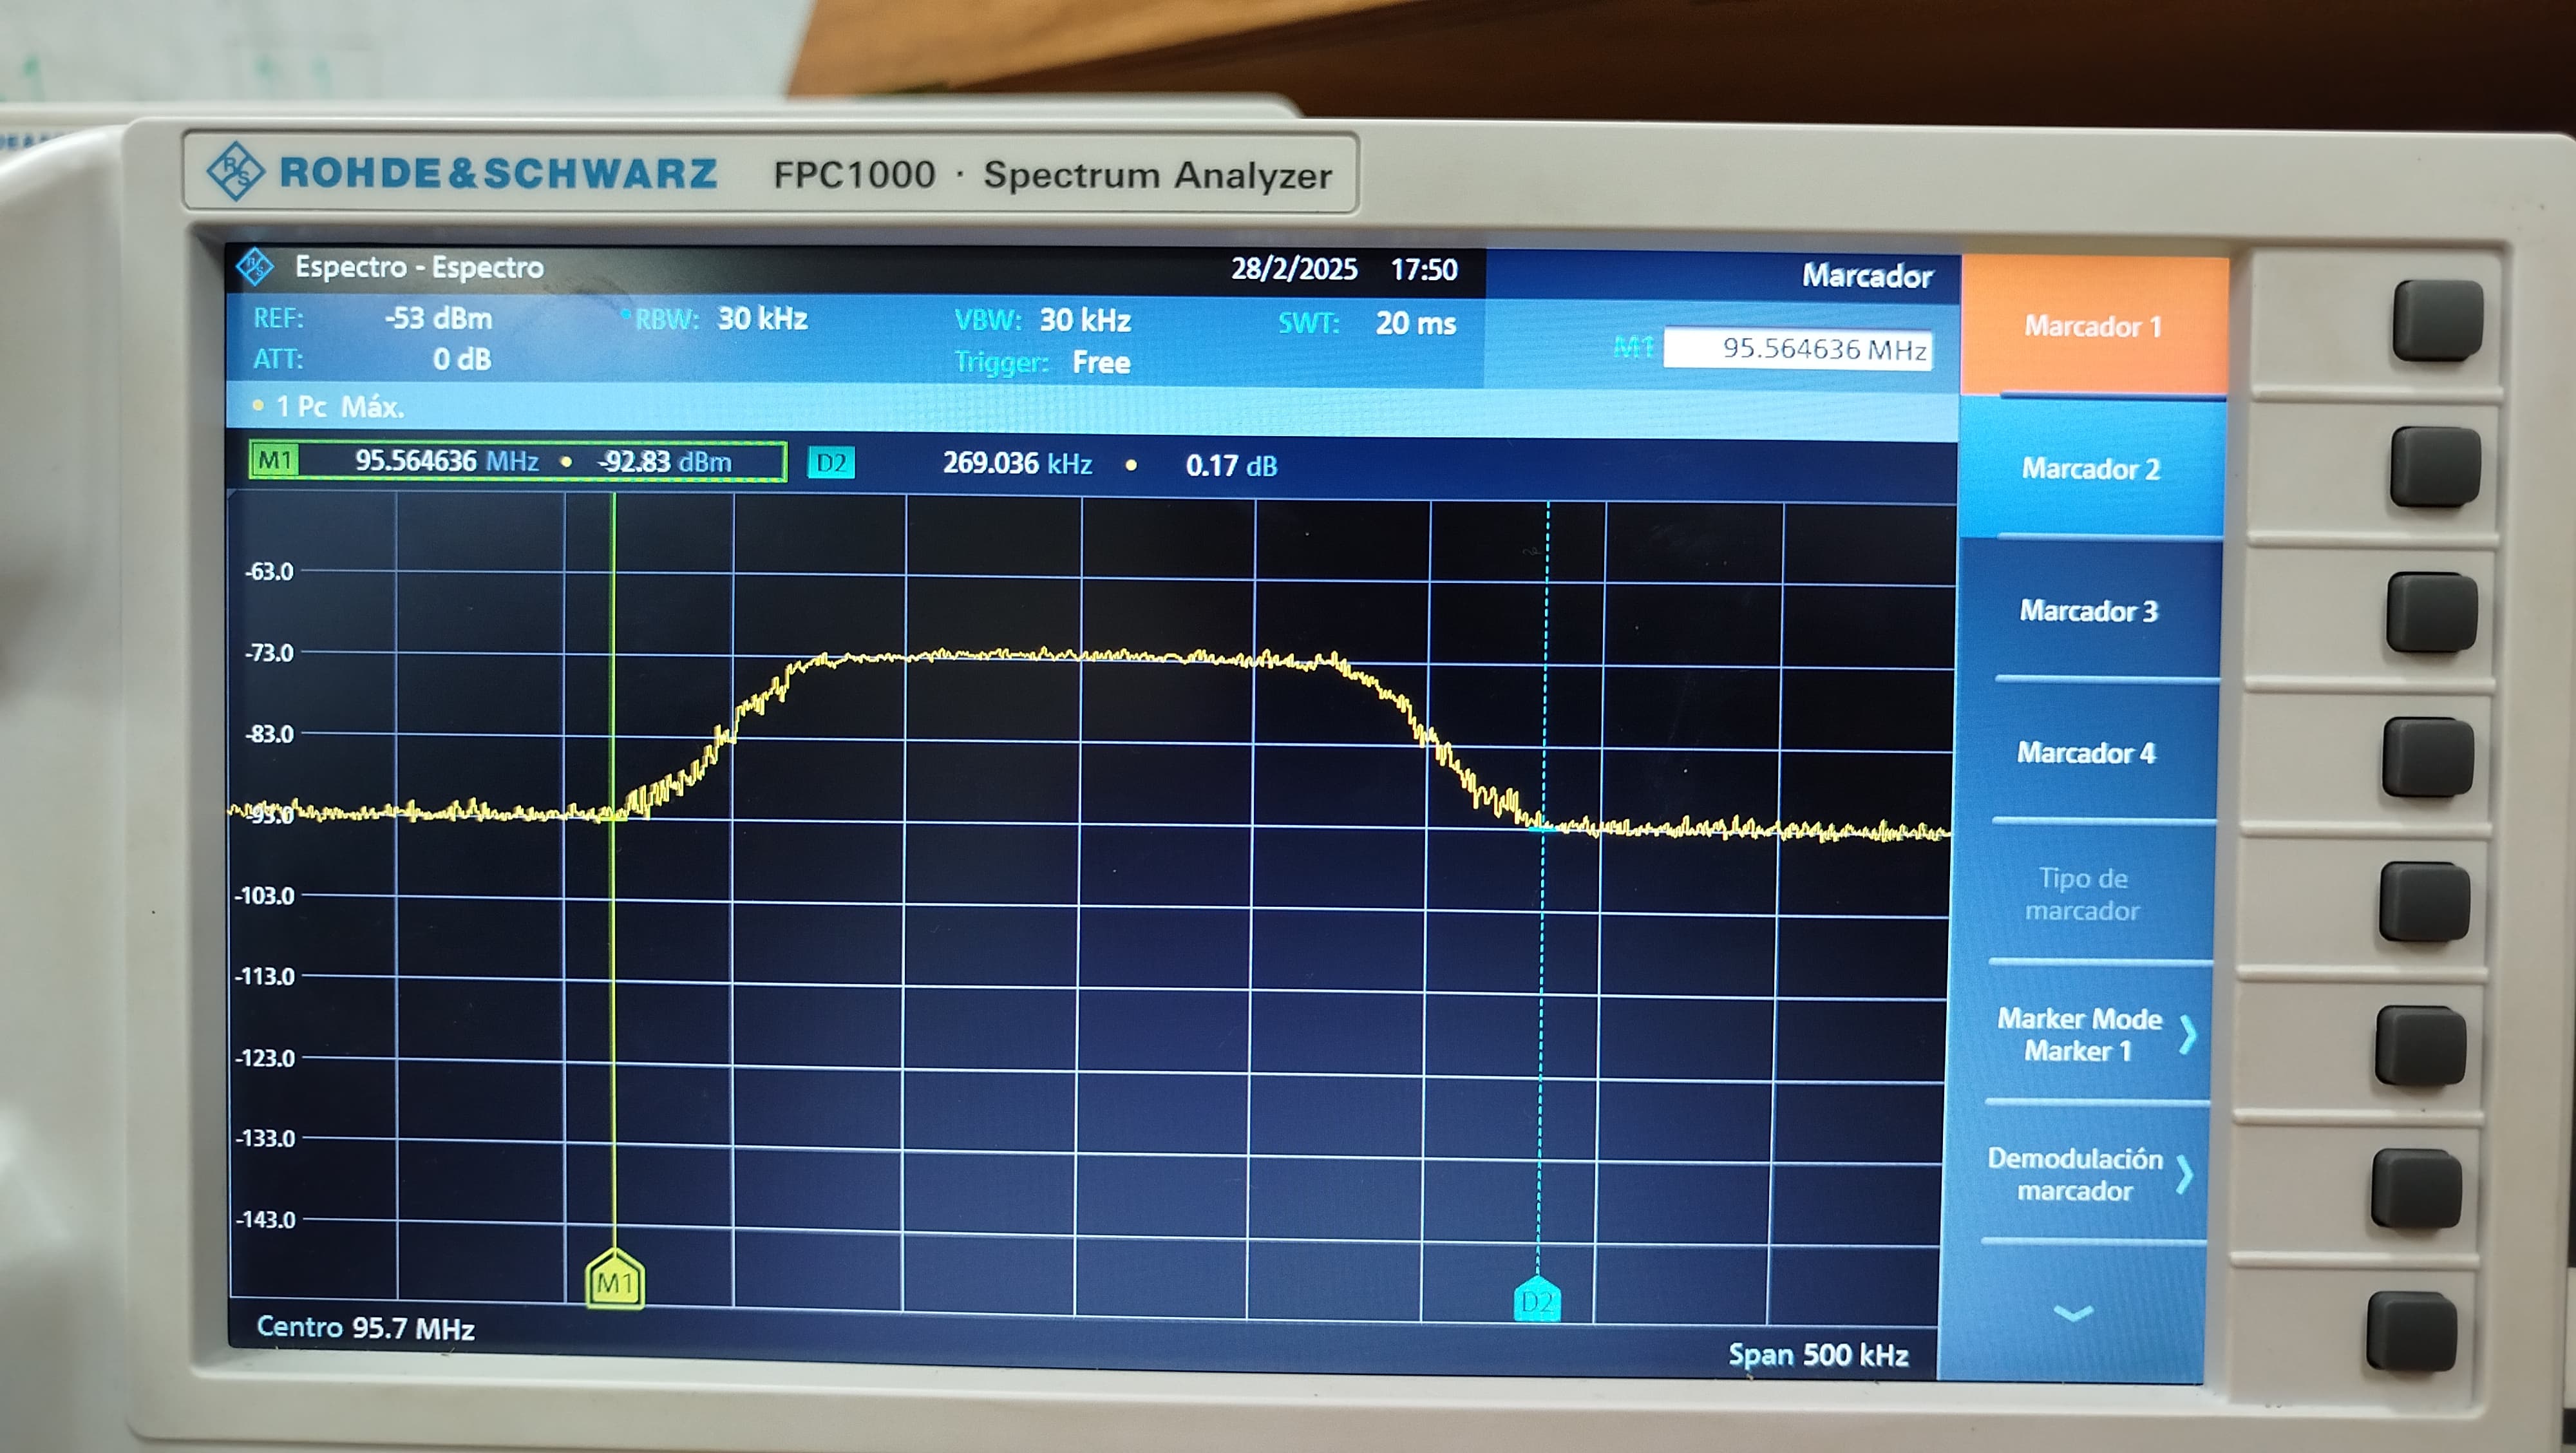 ROHDE&SCHWARZ FPC1000 · Spectrum Analyzer
Espectro - Espectro 28/2/2025 17:50 Marcador
REF: -53 dBm RBW: 30 kHz VBW: 30 kHz SWT: 20 ms
ATT: 0 dB Trigger: Free
M1 95.564636 MHz
1 Pc Máx.
M1 95.564636 MHz • -92.83 dBm D2 269.036 kHz • 0.17 dB
-63.0
-73.0
-83.0
-93.0
-103.0
-113.0
-123.0
-133.0
-143.0
M1 D2
Centro 95.7 MHz Span 500 kHz
Marcador 1
Marcador 2
Marcador 3
Marcador 4
Tipo de
marcador
Marker Mode
Marker 1
Demodulación
marcador